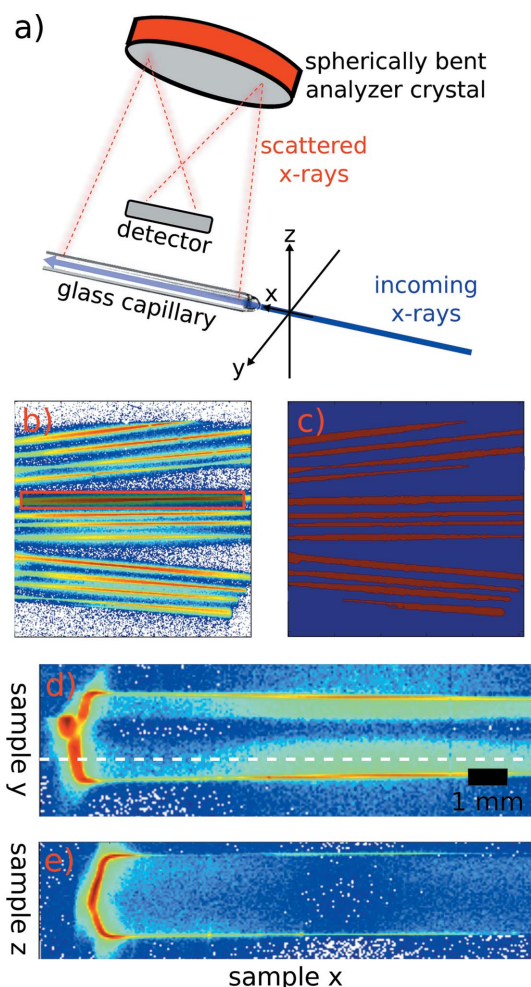 a)
spherically bent
analyzer crystal
scattered
x-rays
detector
z
x
glass capillary
incoming
x-rays
y
b)
c)
d)
sample y
1 mm
e)
sample z
sample x